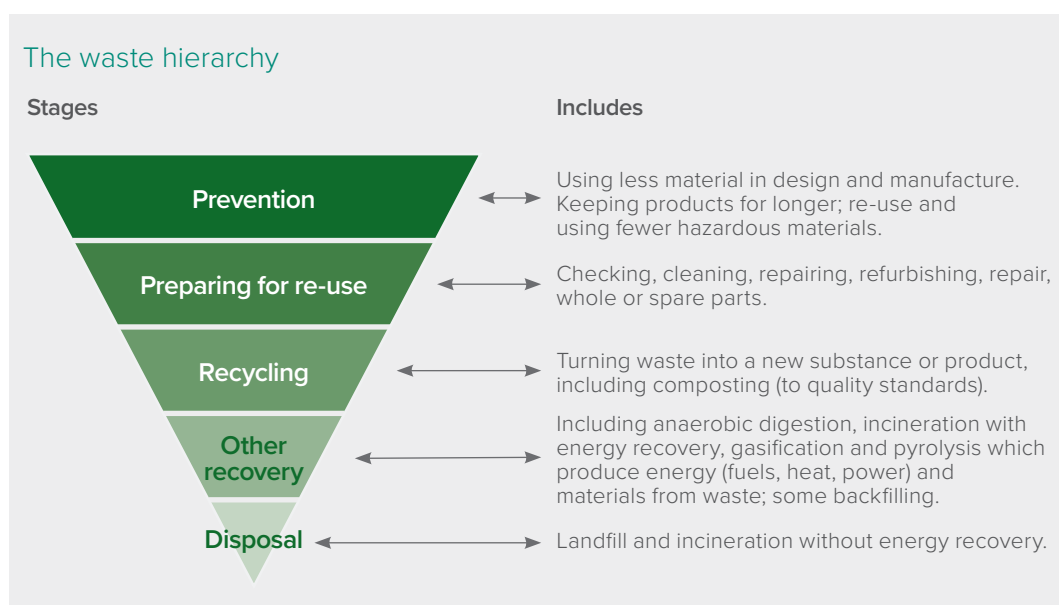 The waste hierarchy
Stages
Includes
Prevention
Using less material in design and manufacture.
Keeping products for longer; re-use and
using fewer hazardous materials.
Preparing for re-use
Checking, cleaning, repairing, refurbishing, repair,
whole or spare parts.
Recycling
Turning waste into a new substance or product,
including composting (to quality standards).
Other
recovery
Including anaerobic digestion, incineration with
energy recovery, gasification and pyrolysis which
produce energy (fuels, heat, power) and
materials from waste; some backfilling.
Disposal
Landfill and incineration without energy recovery.